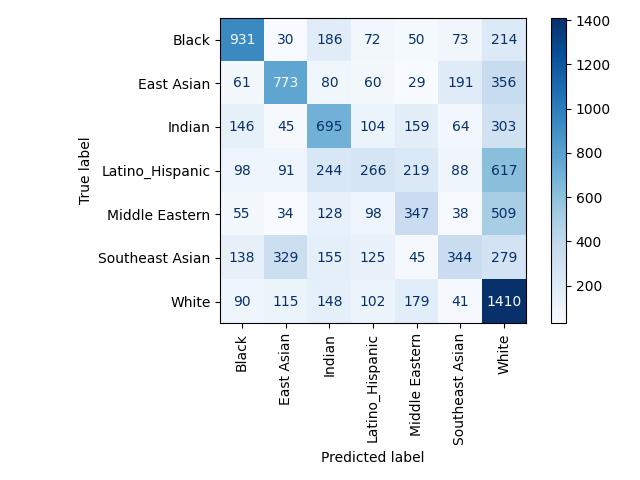 Black 931 30 186 72 50 73 214
East Asian 61 773 80 60 29 191 356
Indian 146 45 695 104 159 64 303
Latino_Hispanic 98 91 244 266 219 88 617
Middle Eastern 55 34 128 98 347 38 509
Southeast Asian 138 329 155 125 45 344 279
White 90 115 148 102 179 41 1410
True label
Black East Asian Indian Latino_Hispanic Middle Eastern Southeast Asian White
Predicted label
1400
1200
1000
800
600
400
200